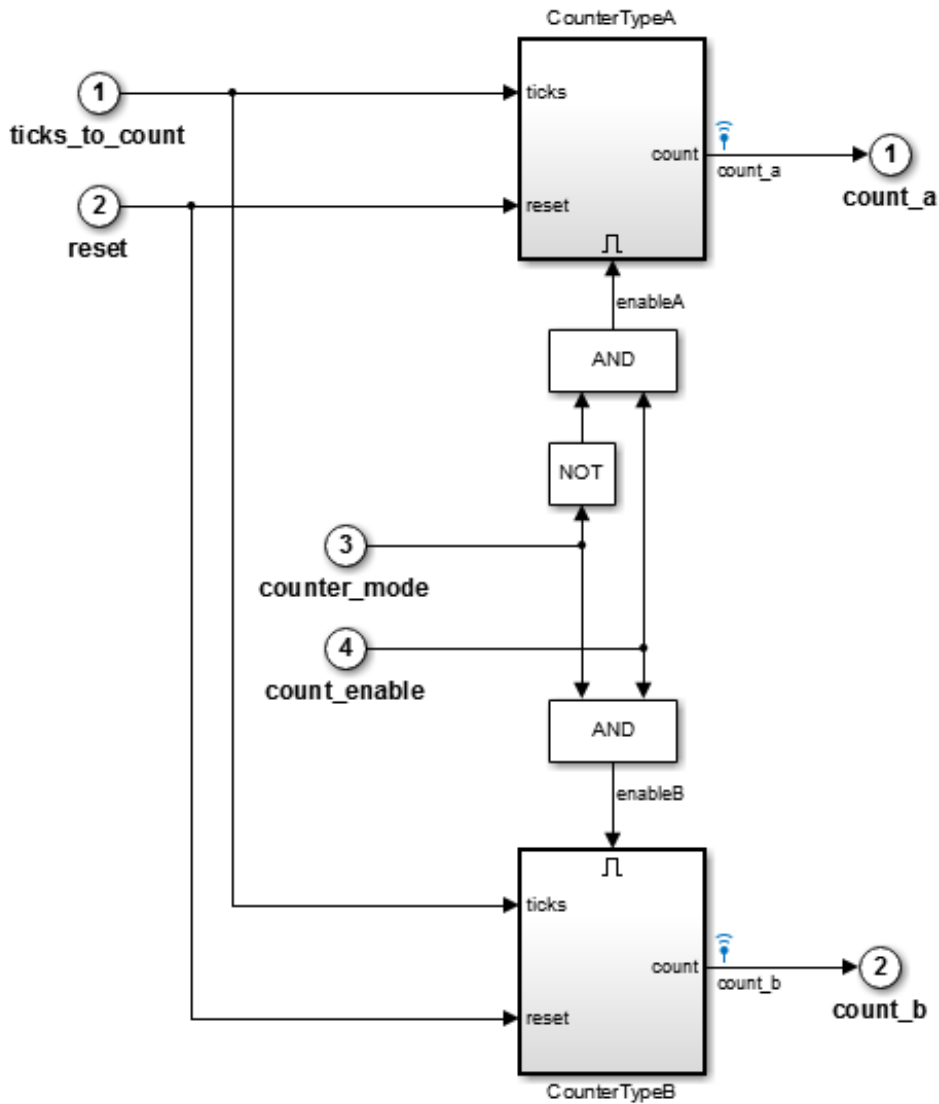 CounterTypeA
1
ticks_to_count
ticks
count
count_a
1
count_a
2
reset
reset
enableA
AND
NOT
3
counter_mode
4
count_enable
AND
enableB
ticks
count
count_b
2
count_b
reset
CounterTypeB